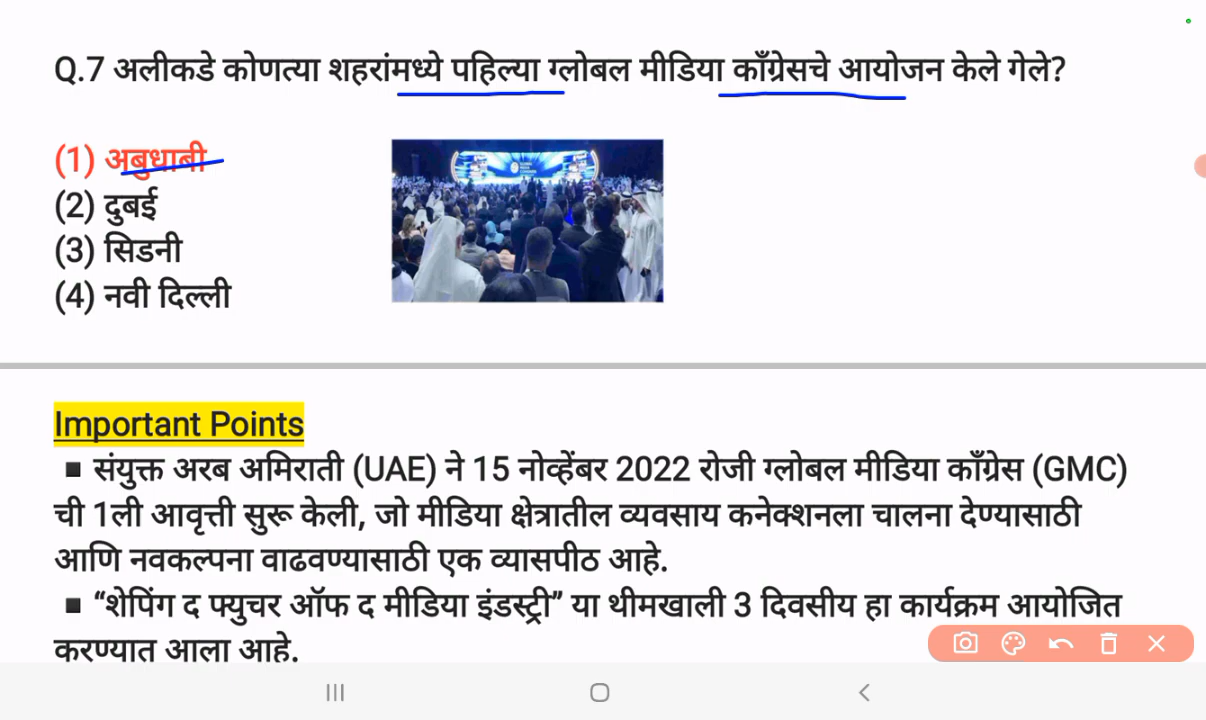 Q.7 अलीकडे कोणत्या शहरांमध्ये पहिल्या ग्लोबल मीडिया काँग्रेसचे आयोजन केले गेले?
(1) अबुधाबी
(2) दुबई
(3) सिडनी
(4) नवी दिल्ली
Important Points
▪ संयुक्त अरब अमिराती (UAE) ने 15 नोव्हेंबर 2022 रोजी ग्लोबल मीडिया काँग्रेस (GMC)
ची 1ली आवृत्ती सुरू केली, जो मीडिया क्षेत्रातील व्यवसाय कनेक्शनला चालना देण्यासाठी
आणि नवकल्पना वाढवण्यासाठी एक व्यासपीठ आहे.
▪ “शेपिंग द फ्युचर ऑफ द मीडिया इंडस्ट्री” या थीमखाली 3 दिवसीय हा कार्यक्रम आयोजित
करण्यात आला आहे.